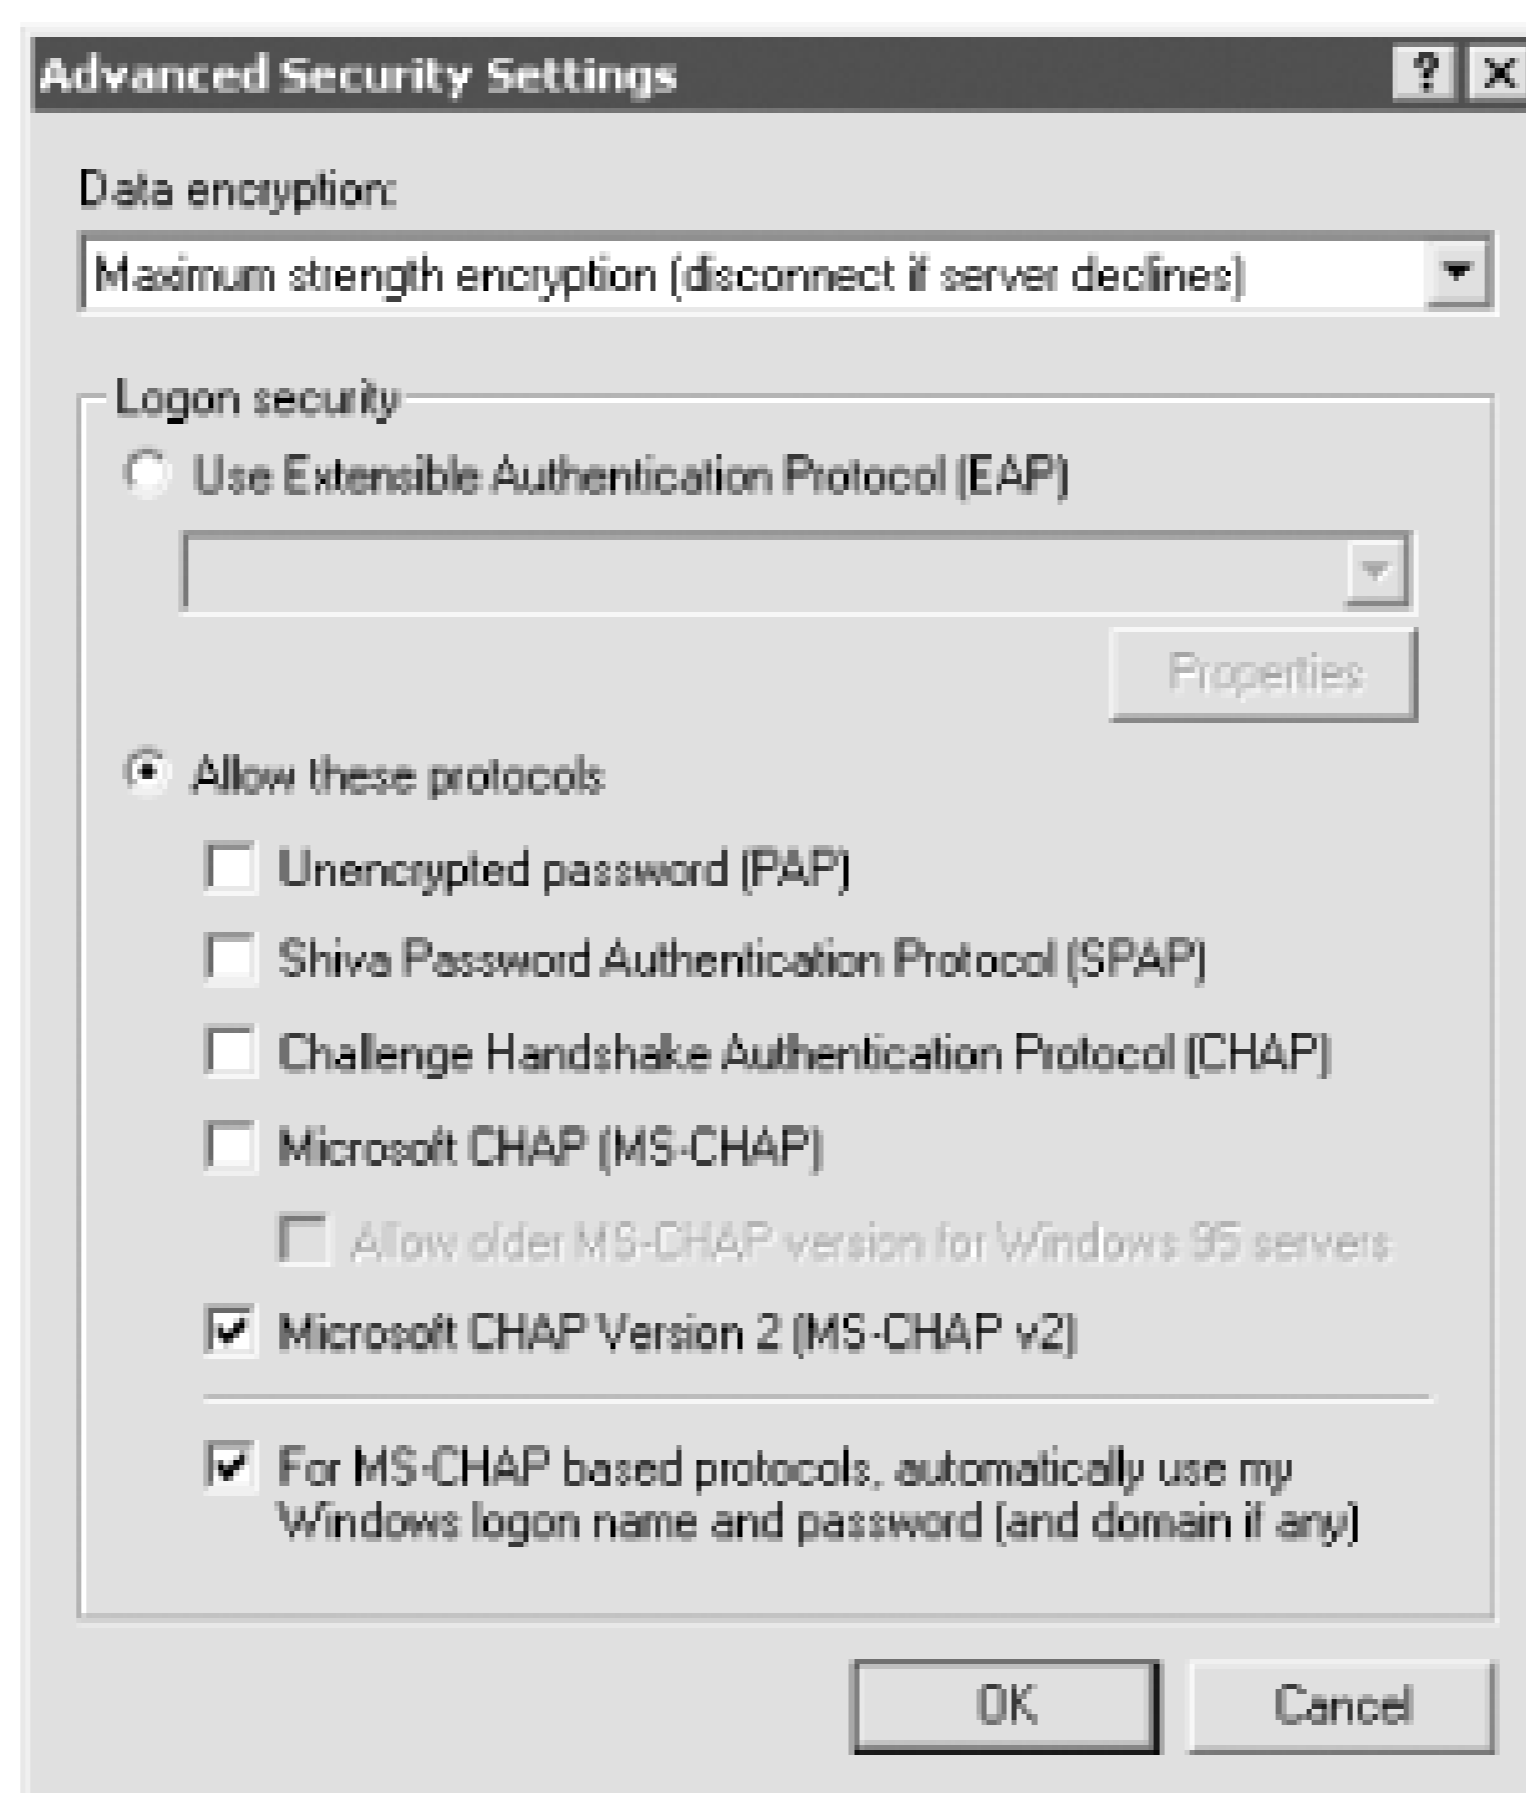 Advanced Security Settings
Data encryption:
Maximum strength encryption (disconnect if server declines)
Logon security
Use Extensible Authentication Protocol (EAP)
Properties
Allow these protocols
Unencrypted password (PAP)
Shiva Password Authentication Protocol (SPAP)
Challenge Handshake Authentication Protocol (CHAP)
Microsoft CHAP (MS-CHAP)
Allow older MS-CHAP version for Windows 95 servers
Microsoft CHAP Version 2 (MS-CHAP v2)
For MS-CHAP based protocols, automatically use my
Windows logon name and password (and domain if any)
OK Cancel